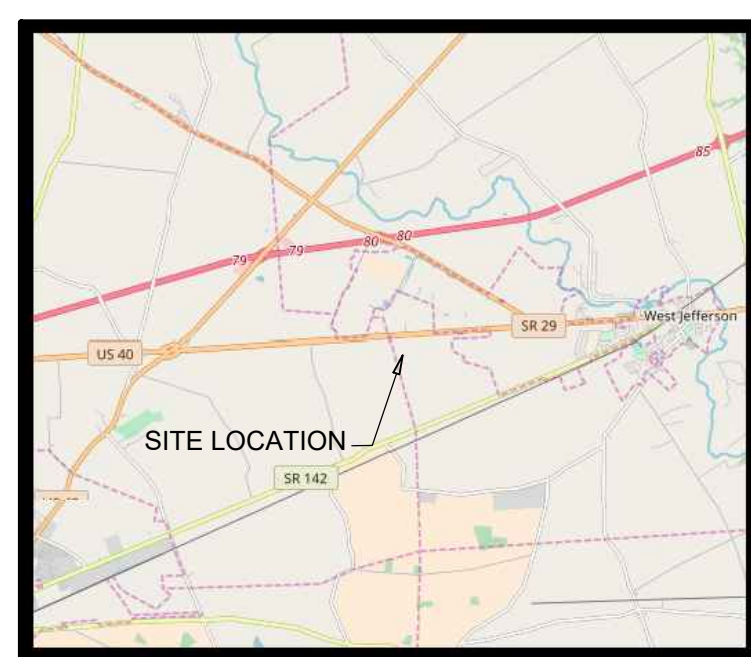 85
80
80
79
79
West Jefferson
SR 29
US 40
SITE LOCATION
SR 142